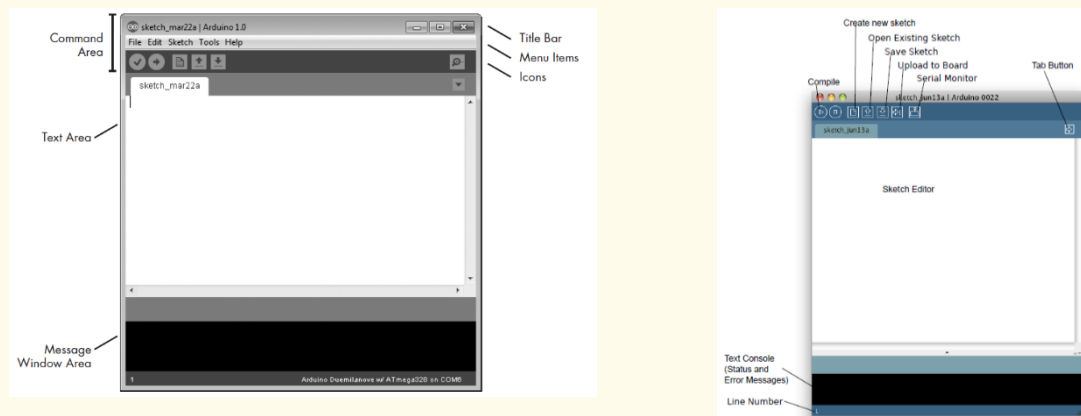 Command
Area
sketch_mar22a | Arduino 1.0
File Edit Sketch Tools Help
sketch_mar22a
Title Bar
Menu Items
Icons
Text Area
Message
Window Area
1
Arduino Duemilanove w/ ATmega328 on COM6
Create new sketch
Open Existing Sketch
Save Sketch
Upload to Board
Serial Monitor
Tab Button
Compile
sketch_jun13a | Arduino 0022
sketch_jun13a
Sketch Editor
Text Console
(Status and
Error Messages)
Line Number
1